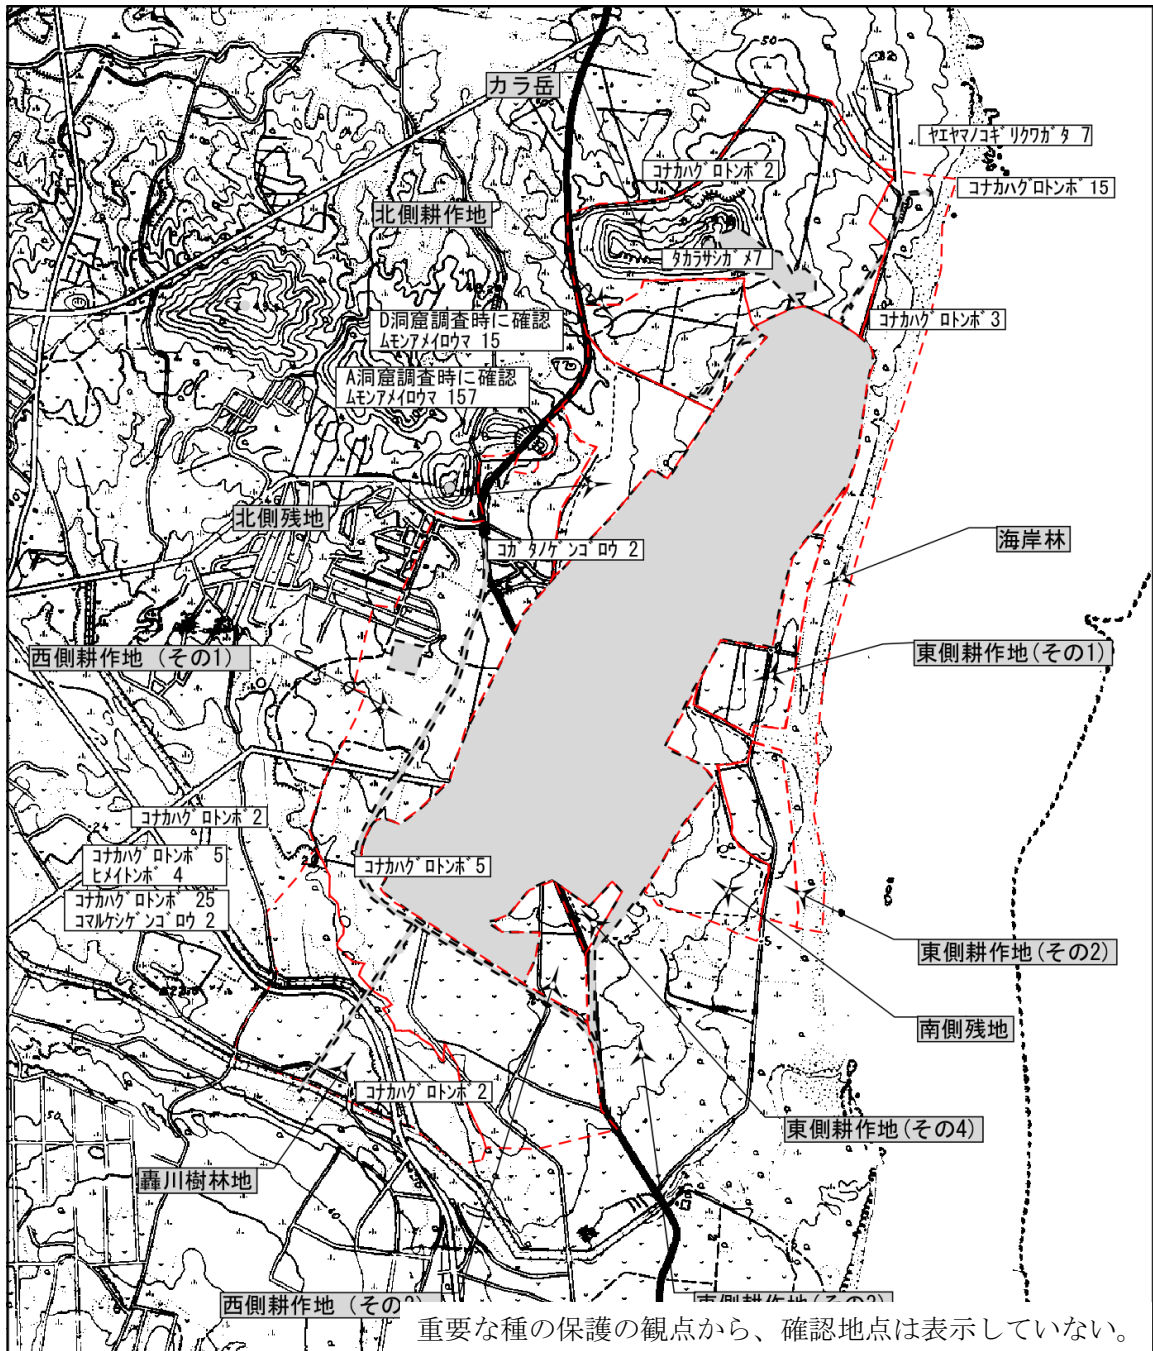 カラ岳
ヤエヤマノコギリクワガタ 7
コナカハグロトンボ 2
コナカハグロトンボ 15
北側耕作地
タカラサシガメ7
D洞窟調査時に確認
ムモンアメイロウマ 15
コナカハグロトンボ 3
A洞窟調査時に確認
ムモンアメイロウマ 157
北側残地
コガタノゲンゴロウ 2
海岸林
西側耕作地 (その1)
東側耕作地(その1)
コナカハグロトンボ 2
コナカハグロトンボ 5
ヒメイトンボ 4
コナカハグロトンボ 5
コナカハグロトンボ 25
コマルケシゲンゴロウ 2
東側耕作地(その2)
南側残地
コナカハグロトンボ 2
東側耕作地(その4)
轟川樹林地
西側耕作地 (その2)
重要な種の保護の観点から、確認地点は表示していない。